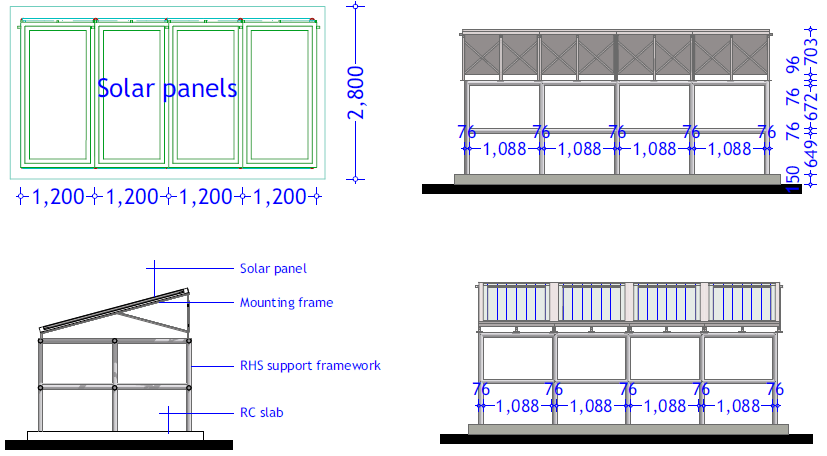 Solar panels
2,800
1,200 1,200 1,200 1,200
703
96
76 672
76 76 76 76 76 76
1,088 1,088 1,088 1,088 649
150
Solar panel
Mounting frame
RHS support framework
RC slab
76 76 76 76 76
1,088 1,088 1,088 1,088